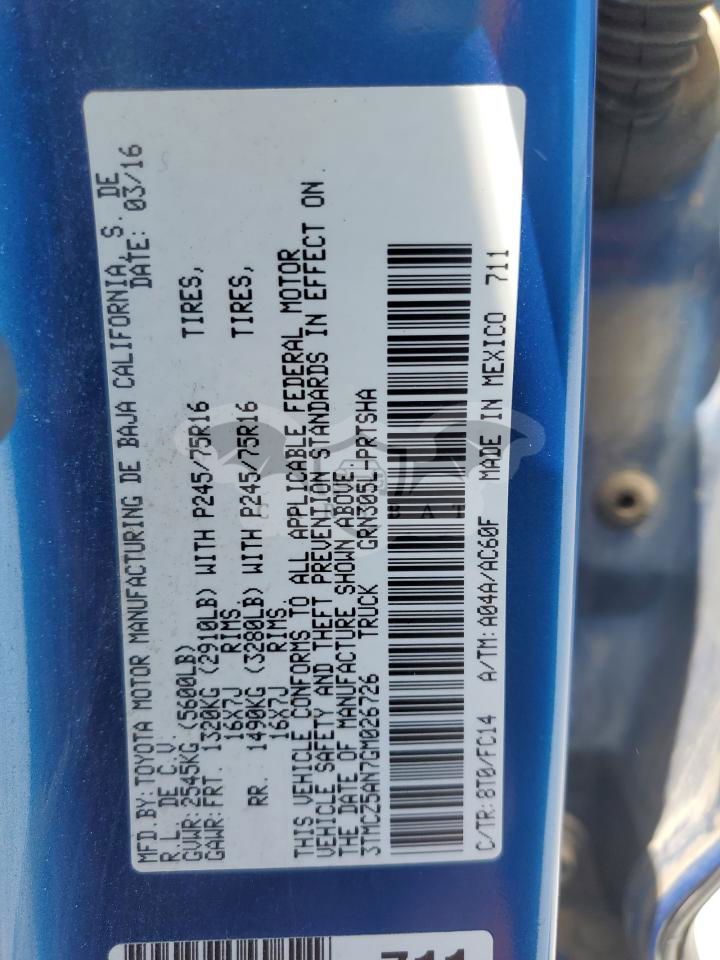 MFD.BY:TOYOTA MOTOR MANUFACTURING DE BAJA CALIFORNIA, S. DE
R.L. DE C.V. DATE: 03/16
GVWR:2545KG (5600LB)
GAWR:FRT. 1320KG (2910LB) WITH P245/75R16 TIRES,
16X7J RIMS
RR. 1490KG (3280LB) WITH P245/75R16 TIRES,
16X7J RIMS
THIS VEHICLE CONFORMS TO ALL APPLICABLE FEDERAL MOTOR
VEHICLE SAFETY AND THEFT PREVENTION STANDARDS IN EFFECT ON
THE DATE OF MANUFACTURE SHOWN ABOVE.
3TMCZ5AN7GM026726 TRUCK GRN305L-PRTSHA
C/TR:8T0/FC14 A/TM:A04A/AC60F MADE IN MEXICO 711
711